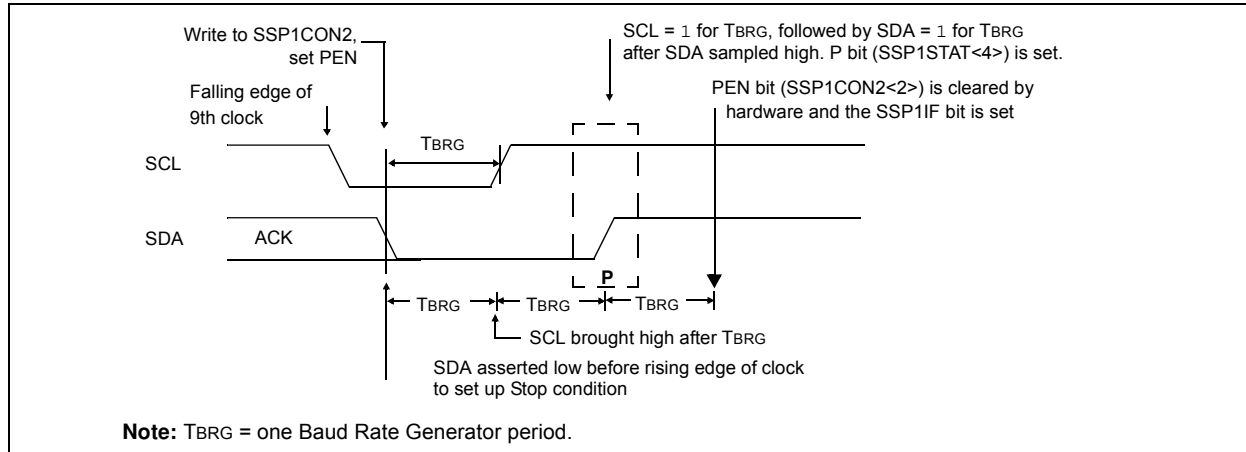 Write to SSP1CON2,
set PEN
SCL = 1 for TBRG, followed by SDA = 1 for TBRG
after SDA sampled high. P bit (SSP1STAT<4>) is set.
Falling edge of
9th clock
PEN bit (SSP1CON2<2>) is cleared by
hardware and the SSP1IF bit is set
TBRG
SCL
SDA
ACK
P
TBRG
TBRG
TBRG
SCL brought high after TBRG
SDA asserted low before rising edge of clock
to set up Stop condition
Note: TBRG = one Baud Rate Generator period.